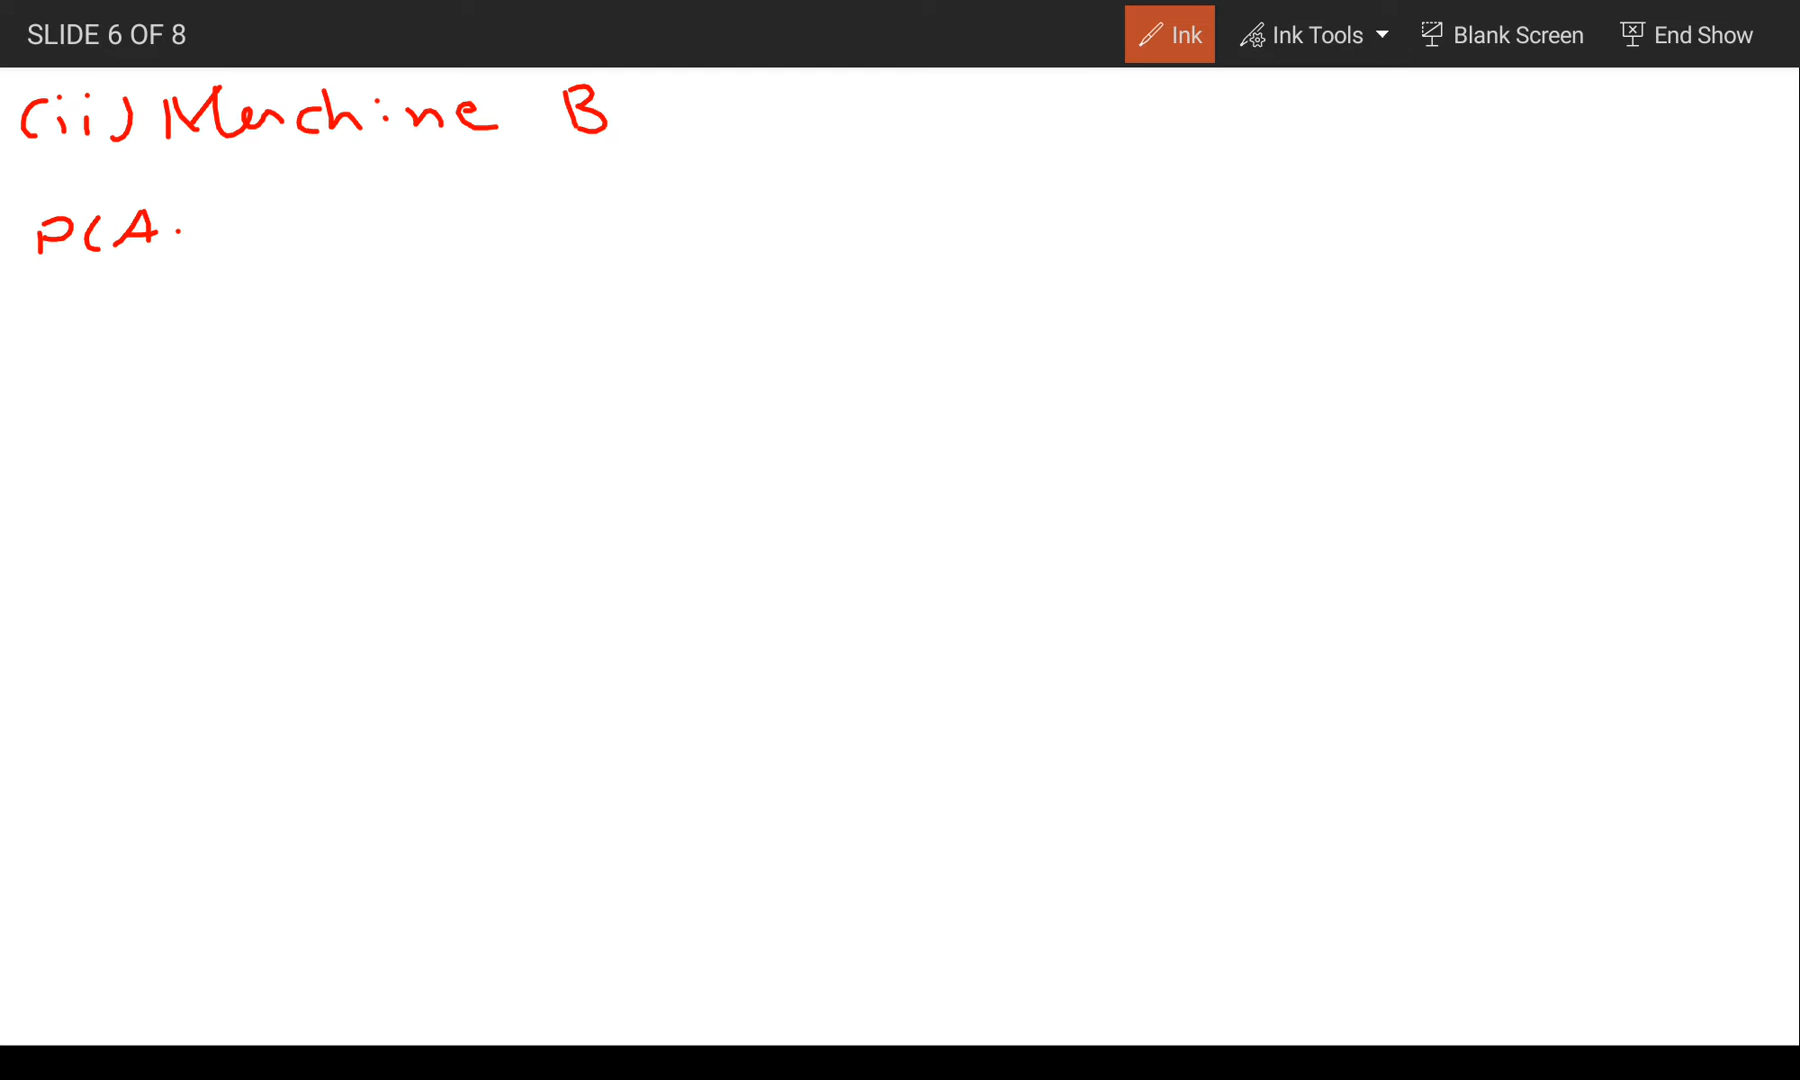 SLIDE 6 OF 8 Ink Ink Tools Blank Screen End Show
(ii) Machine B
P(A.